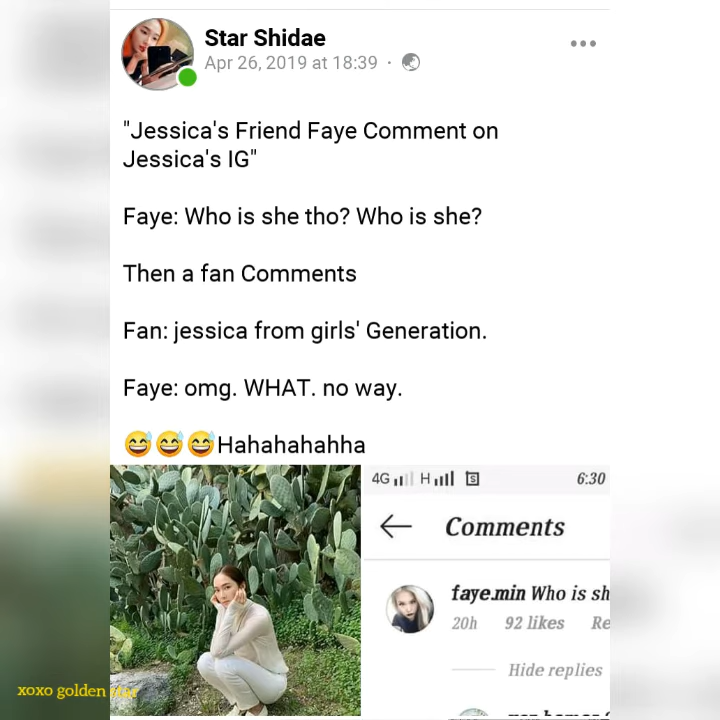 Star Shidae
Apr 26, 2019 at 18:39 ·
"Jessica's Friend Faye Comment on
Jessica's IG"
Faye: Who is she tho? Who is she?
Then a fan Comments
Fan: jessica from girls' Generation.
Faye: omg. WHAT. no way.
😅😅😅Hahahahahha
4G H 6:30
Comments
faye.min Who is sh
20h 92 likes Re
Hide replies
xoxo golden star